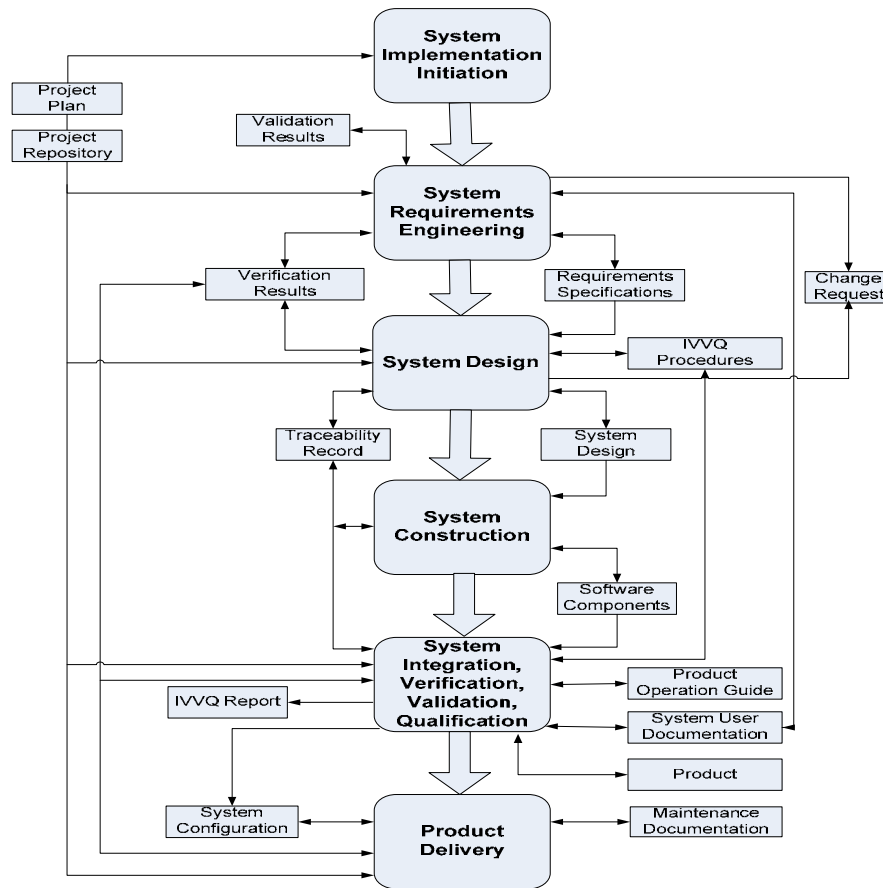 System
Implementation
Initiation
Project
Plan
Project
Repository
Validation
Results
System
Requirements
Engineering
Verification
Results
Requirements
Specifications
Change
Request
System Design
IVVQ
Procedures
Traceability
Record
System
Design
System
Construction
Software
Components
System
Integration,
Verification,
Validation,
Qualification
Product
Operation Guide
IVVQ Report
System User
Documentation
Product
System
Configuration
Product
Delivery
Maintenance
Documentation